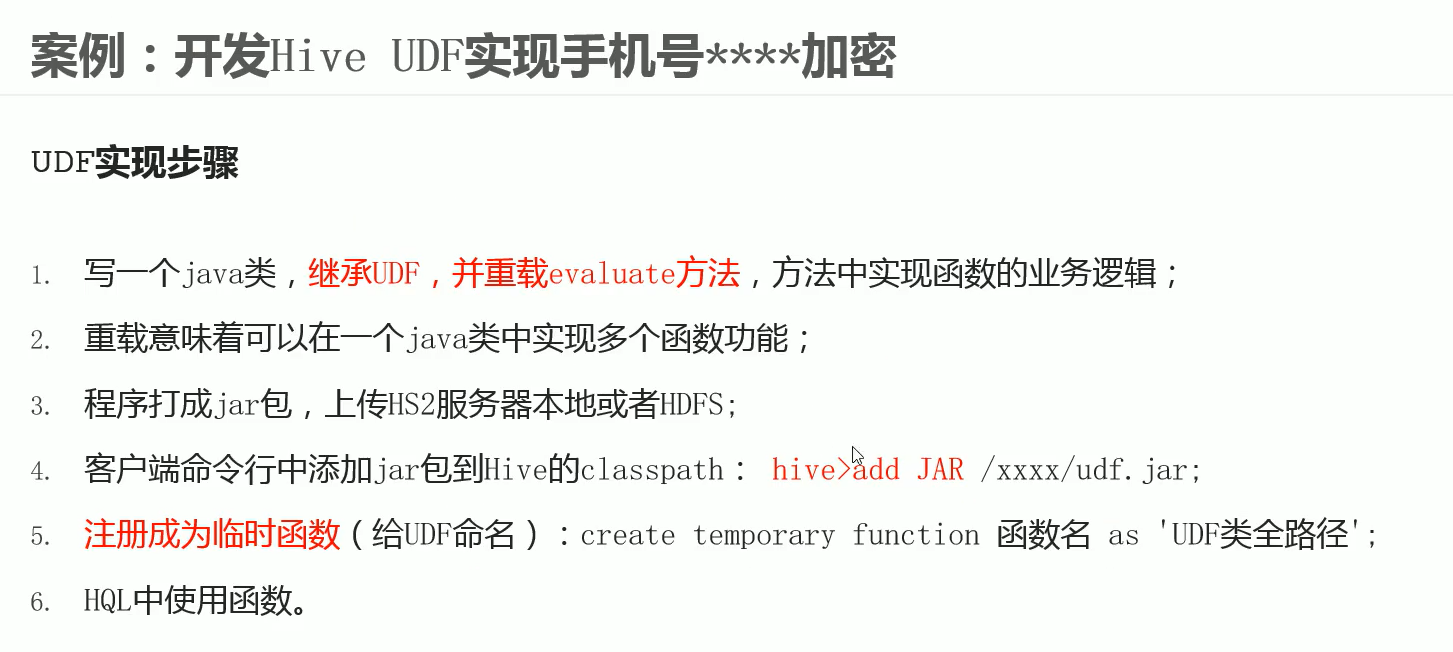 案例：开发Hive UDF实现手机号****加密
UDF实现步骤
1. 写一个java类，继承UDF，并重载evaluate方法，方法中实现函数的业务逻辑；
2. 重载意味着可以在一个java类中实现多个函数功能；
3. 程序打成jar包，上传HS2服务器本地或者HDFS;
4. 客户端命令行中添加jar包到Hive的classpath： hive>add JAR /xxxx/udf.jar;
5. 注册成为临时函数（给UDF命名）：create temporary function 函数名 as 'UDF类全路径';
6. HQL中使用函数。